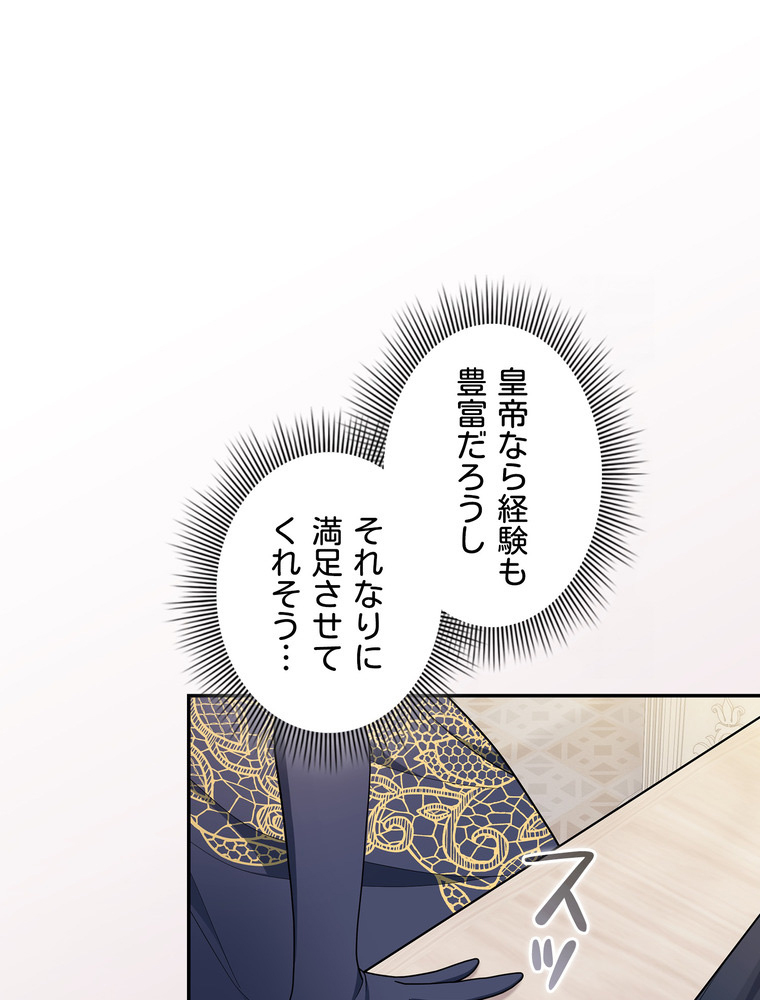 皇帝なら経験も
豊富だろうし
それなりに
満足させて
くれそう…
スッ